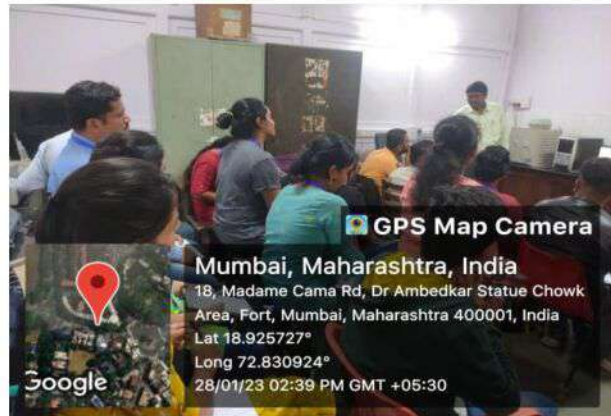 GPS Map Camera
Mumbai, Maharashtra, India
18, Madame Cama Rd, Dr Ambedkar Statue Chowk
Area, Fort, Mumbai, Maharashtra 400001, India
Lat 18.925727°
Long 72.830924°
Google
28/01/23 02:39 PM GMT +05:30